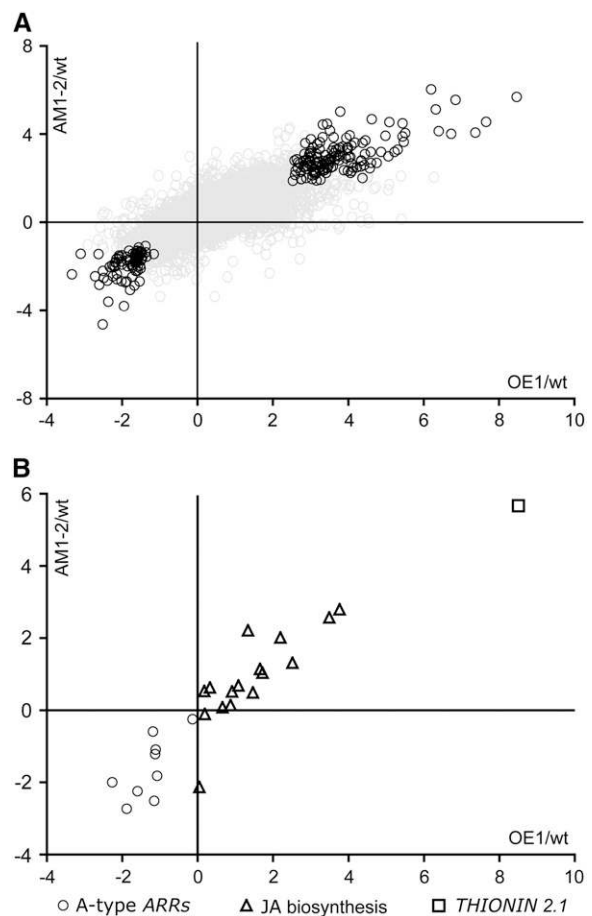 A
AM1-2/wt
8
4
0
-4
-8
OE1/wt
-4 -2 0 2 4 6 8 10
B
AM1-2/wt
6
4
2
0
-2
-4
OE1/wt
-4 -2 0 2 4 6 8 10
A-type ARRs JA biosynthesis THIONIN 2.1